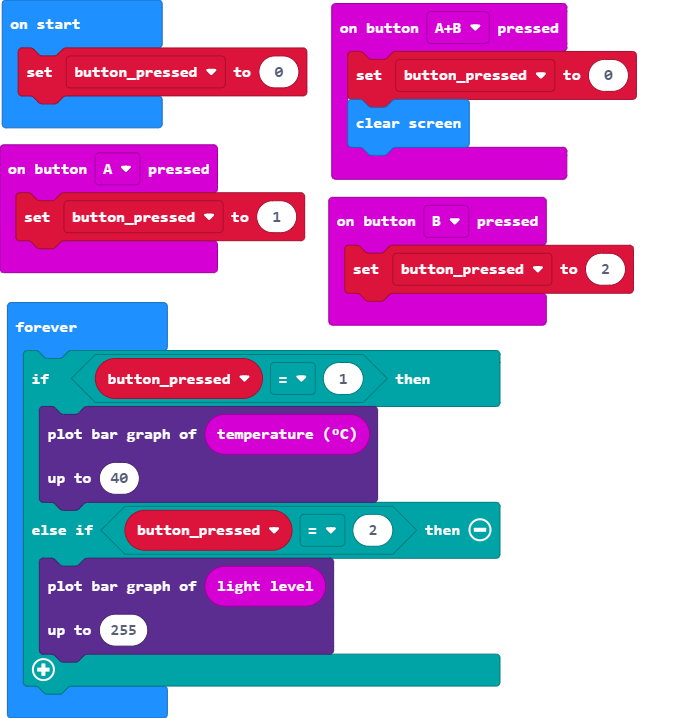 on start
set button_pressed to 0
on button A+B pressed
set button_pressed to 0
clear screen
on button A pressed
set button_pressed to 1
on button B pressed
set button_pressed to 2
forever
if button_pressed = 1 then
plot bar graph of temperature (ºC)
up to 40
else if button_pressed = 2 then
plot bar graph of light level
up to 255